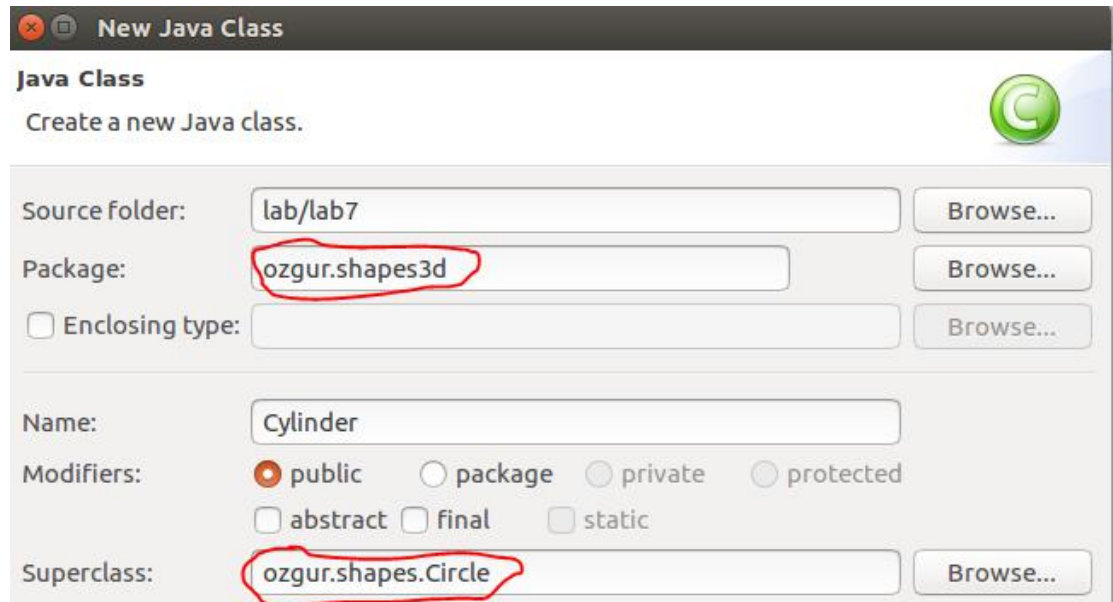 New Java Class
Java Class
Create a new Java class.
C
Source folder: lab/lab7 Browse...
Package: ozgur.shapes3d Browse...
Enclosing type: Browse...
Name: Cylinder
Modifiers: public package private protected
abstract final static
Superclass: ozgur.shapes.Circle Browse...